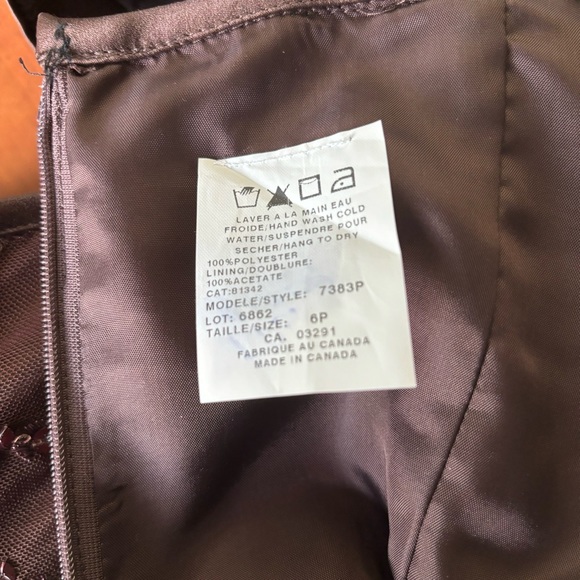 LAVER A LA MAIN EAU
FROIDE/HAND WASH COLD
WATER/SUSPENDRE POUR
SECHER/HANG TO DRY
100%POLYESTER
LINING/DOUBLURE:
100%ACETATE
CAT:81342
MODELE/STYLE: 7383P
LOT: 6862
TAILLE/SIZE: 6P
CA. 03291
FABRIQUE AU CANADA
MADE IN CANADA